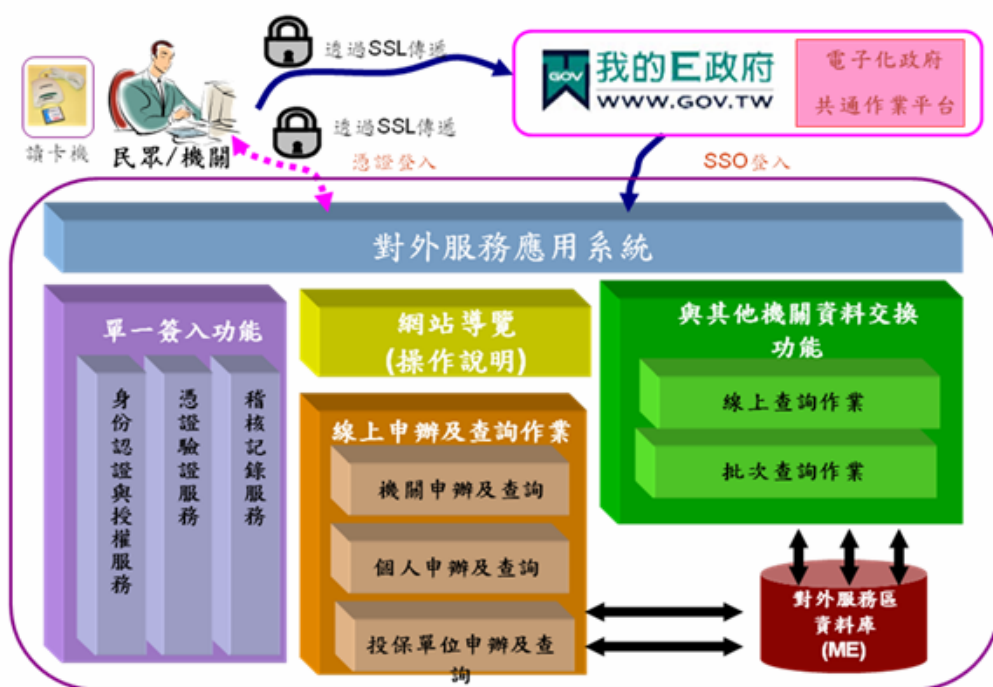 透過SSL傳遞
GOV
我的E政府
WWW.GOV.TW
電子化政府
共通作業平台
讀卡機
民眾/機關
透過SSL傳遞
憑證登入
SSO登入
對外服務應用系統
單一簽入功能
身份認證與授權服務
憑證驗證服務
稽核記錄服務
網站導覽
(操作說明)
線上申辦及查詢作業
機關申辦及查詢
個人申辦及查詢
投保單位申辦及查
詢
與其他機關資料交換
功能
線上查詢作業
批次查詢作業
對外服務區
資料庫
(ME)